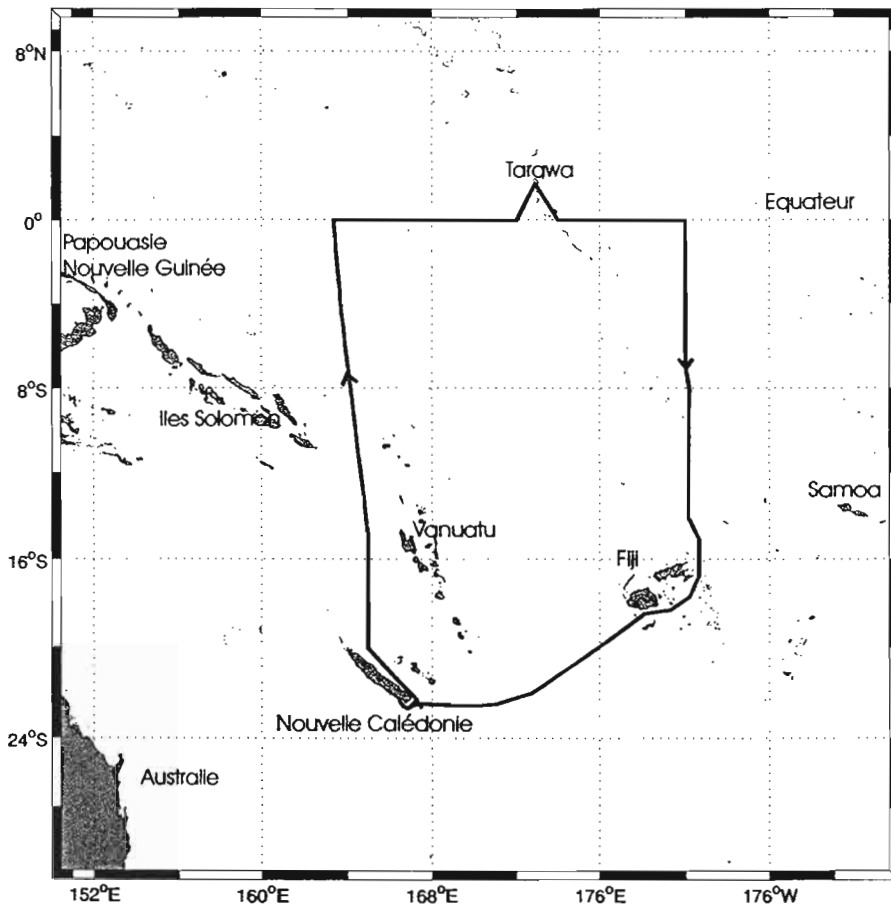 8°N
Tarawa
Equateur
0°
Papouasie
Nouvelle Guinée
8°S
Iles Solomon
Samoa
Vanuatu
16°S
Fiji
Nouvelle Calédonie
24°S
Australie
152°E
160°E
168°E
176°E
176°W